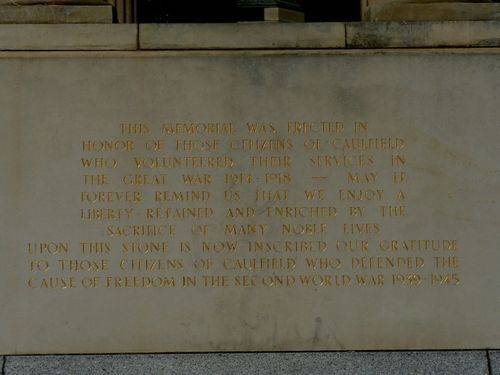 THIS MEMORIAL WAS ERECTED IN
HONOR OF THOSE CITIZENS OF CAULFIELD
WHO VOLUNTEERED THEIR SERVICES IN
THE GREAT WAR 1914-1918 — MAY IT
FOREVER REMIND US THAT WE ENJOY A
LIBERTY RETAINED AND ENRICHED BY THE
SACRIFICE OF MANY NOBLE LIVES
UPON THIS STONE IS NOW INSCRIBED OUR GRATITUDE
TO THOSE CITIZENS OF CAULFIELD WHO DEFENDED THE
CAUSE OF FREEDOM IN THE SECOND WORLD WAR 1939-1945